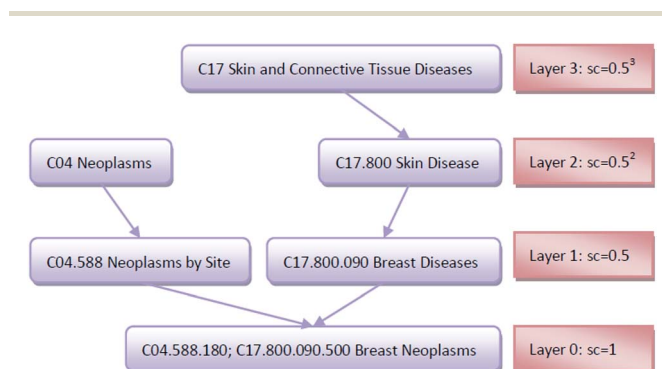 C17 Skin and Connective Tissue Diseases
Layer 3: sc=0.5³
C04 Neoplasms
C17.800 Skin Disease
Layer 2: sc=0.5²
C04.588 Neoplasms by Site
C17.800.090 Breast Diseases
Layer 1: sc=0.5
C04.588.180; C17.800.090.500 Breast Neoplasms
Layer 0: sc=1